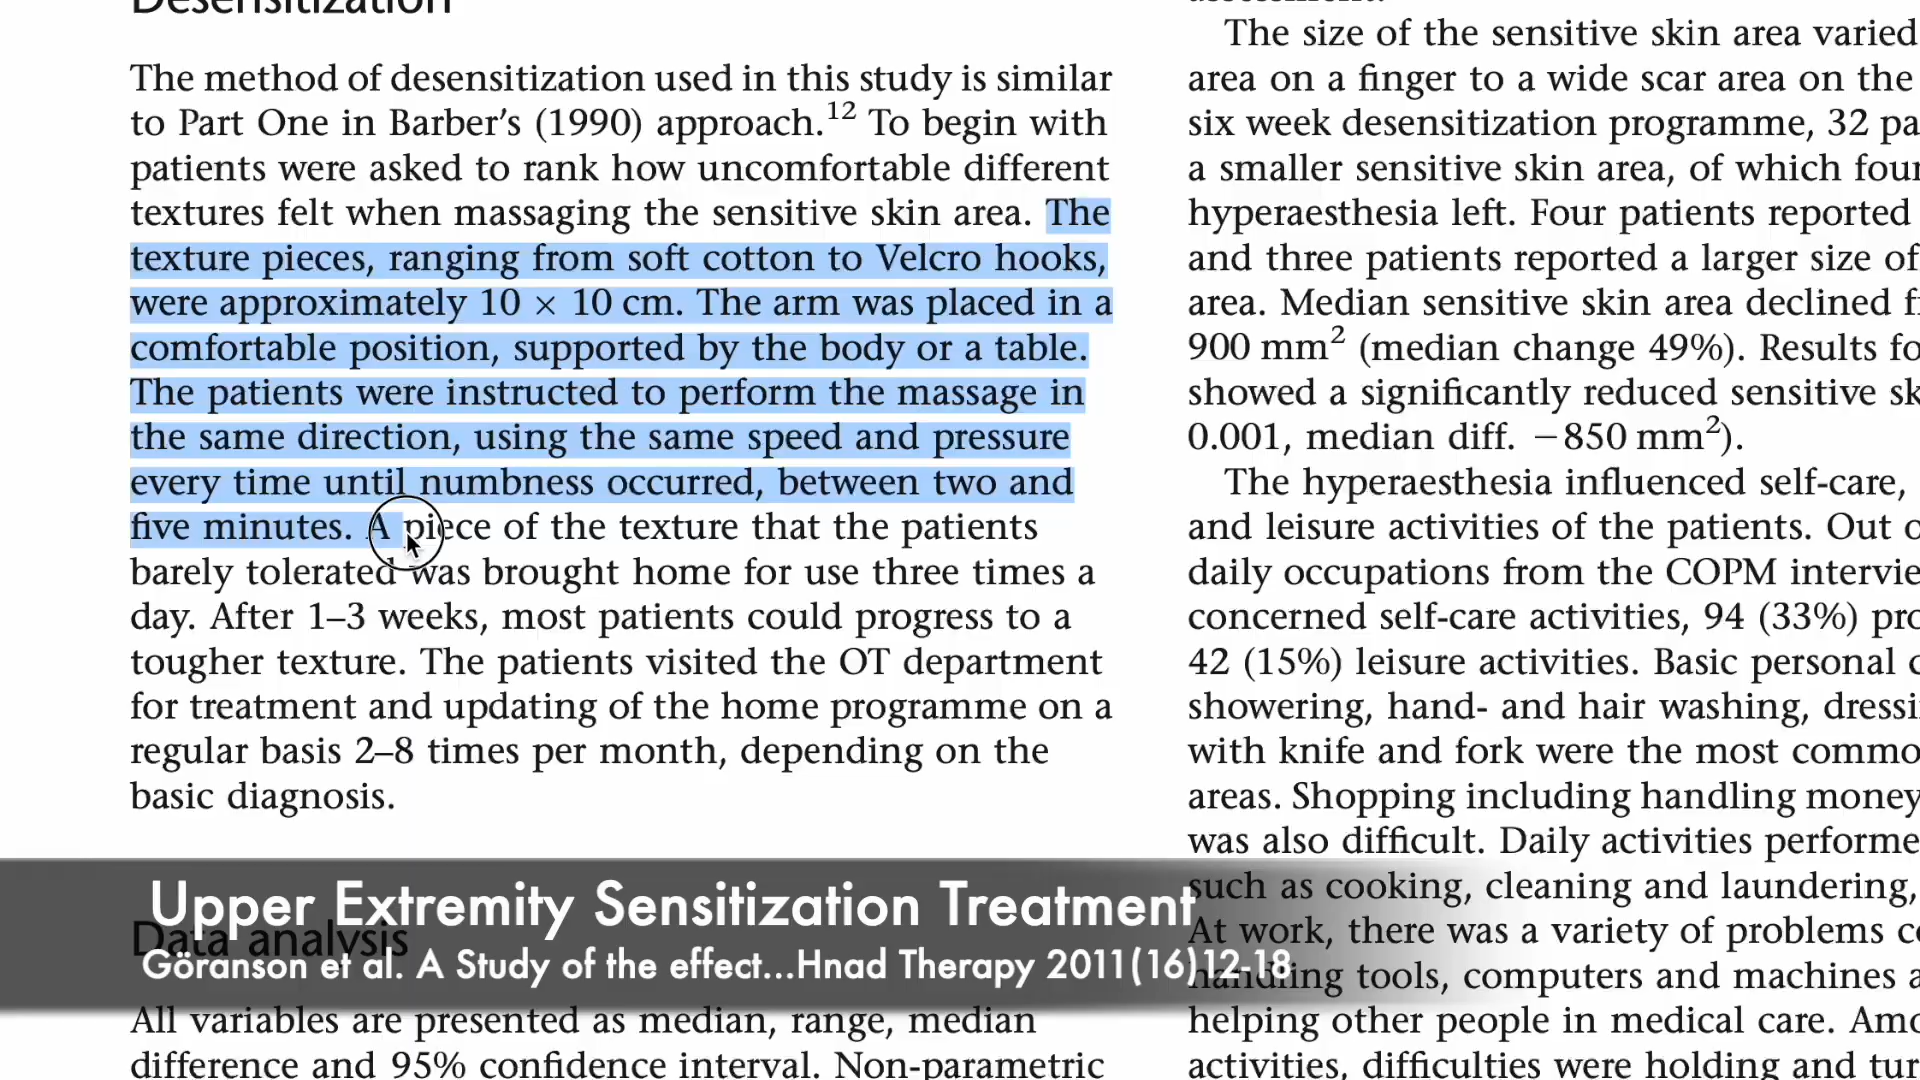 Desensitization
The method of desensitization used in this study is similar
to Part One in Barber's (1990) approach.12 To begin with
patients were asked to rank how uncomfortable different
textures felt when massaging the sensitive skin area. The
texture pieces, ranging from soft cotton to Velcro hooks,
were approximately 10 × 10 cm. The arm was placed in a
comfortable position, supported by the body or a table.
The patients were instructed to perform the massage in
the same direction, using the same speed and pressure
every time until numbness occurred, between two and
five minutes. A piece of the texture that the patients
barely tolerated was brought home for use three times a
day. After 1–3 weeks, most patients could progress to a
tougher texture. The patients visited the OT department
for treatment and updating of the home programme on a
regular basis 2–8 times per month, depending on the
basic diagnosis.
Data analysis
All variables are presented as median, range, median
difference and 95% confidence interval. Non-parametric
assessment.
The size of the sensitive skin area varied
area on a finger to a wide scar area on the
six week desensitization programme, 32 pa
a smaller sensitive skin area, of which four
hyperaesthesia left. Four patients reported
and three patients reported a larger size of
area. Median sensitive skin area declined f
900 mm2 (median change 49%). Results fo
showed a significantly reduced sensitive sk
0.001, median diff. −850 mm2).
The hyperaesthesia influenced self-care,
and leisure activities of the patients. Out o
daily occupations from the COPM intervie
concerned self-care activities, 94 (33%) pro
42 (15%) leisure activities. Basic personal c
showering, hand- and hair washing, dressi
with knife and fork were the most commo
areas. Shopping including handling money
was also difficult. Daily activities performe
such as cooking, cleaning and laundering,
At work, there was a variety of problems c
handling tools, computers and machines a
helping other people in medical care. Amo
activities, difficulties were holding and tur
Upper Extremity Sensitization Treatment
Göranson et al. A Study of the effect...Hnad Therapy 2011(16)12-18